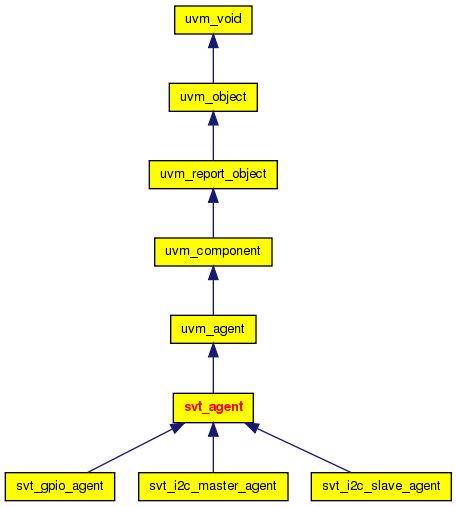 uvm_void
uvm_object
uvm_report_object
uvm_component
uvm_agent
svt_agent
svt_gpio_agent
svt_i2c_master_agent
svt_i2c_slave_agent